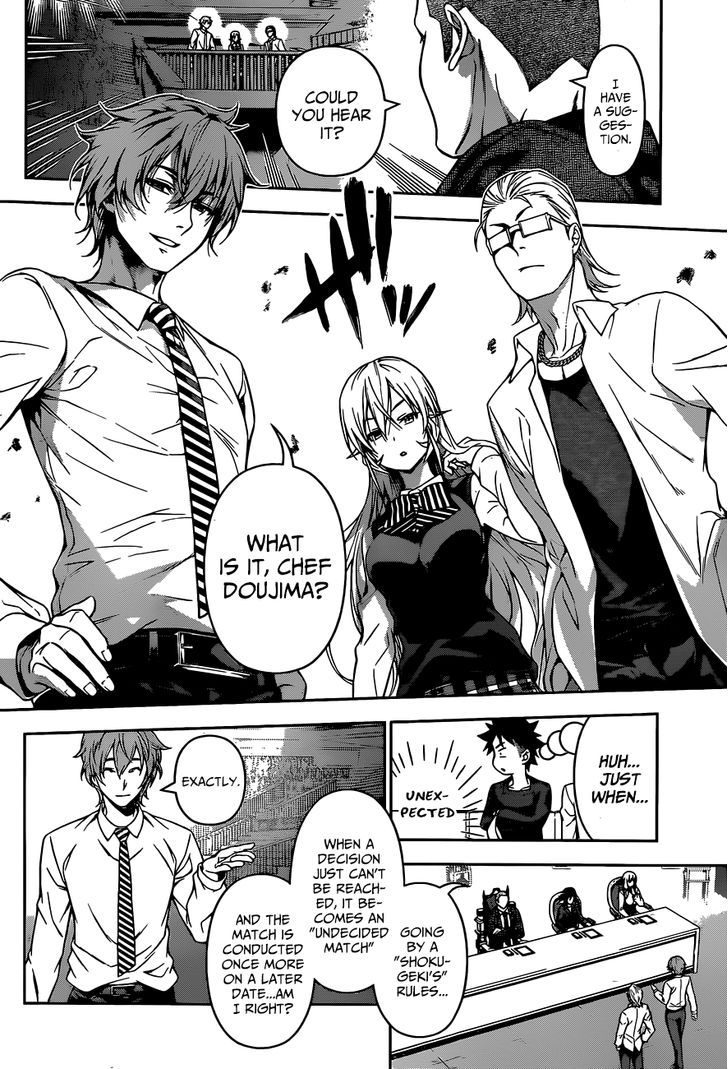 I
HAVE
A SUG-
GES-
TION.
COULD
YOU HEAR
IT?
WHAT
IS IT, CHEF
DOUJIMA?
HUH...
JUST
WHEN...
UNEX-
PECTED
GOING
BY A
"SHOKU-
GEKI'S"
RULES...
WHEN A
DECISION
JUST CAN'T
BE REACH-
ED, IT BE-
COMES AN
"UNDECIDED
MATCH"
AND THE
MATCH IS
CONDUCTED
ONCE MORE
ON A LATER
DATE...AM
I RIGHT?
EXACTLY.